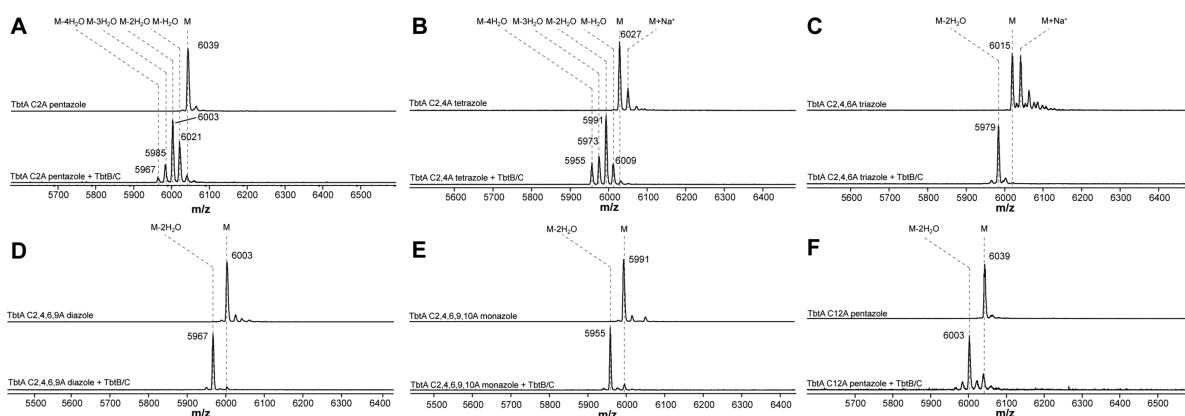 A
M-4H₂O M-3H₂O M-2H₂O M-H₂O M
6039
TbtA C2A pentazole
6003
6021
5985
5967
TbtA C2A pentazole + TbtB/C
5700 5800 5900 6000 6100 6200 6300 6400 6500
m/z
B
M-4H₂O M-3H₂O M-2H₂O M-H₂O M M+Na⁺
6027
TbtA C2,4A tetrazole
5991
5973
5955
6009
TbtA C2,4A tetrazole + TbtB/C
5600 5700 5800 5900 6000 6100 6200 6300 6400
m/z
C
M-2H₂O M M+Na⁺
6015
TbtA C2,4,6A triazole
5979
TbtA C2,4,6A triazole + TbtB/C
5600 5700 5800 5900 6000 6100 6200 6300 6400
m/z
D
M-2H₂O M
6003
TbtA C2,4,6,9A diazole
5967
TbtA C2,4,6,9A diazole + TbtB/C
5500 5600 5700 5800 5900 6000 6100 6200 6300 6400
m/z
E
M-2H₂O M
5991
TbtA C2,4,6,9,10A monazole
5955
TbtA C2,4,6,9,10A monazole + TbtB/C
5500 5600 5700 5800 5900 6000 6100 6200 6300 6400
m/z
F
M-2H₂O M
6039
TbtA C12A pentazole
6003
TbtA C12A pentazole + TbtB/C
5700 5800 5900 6000 6100 6200 6300 6400 6500
m/z